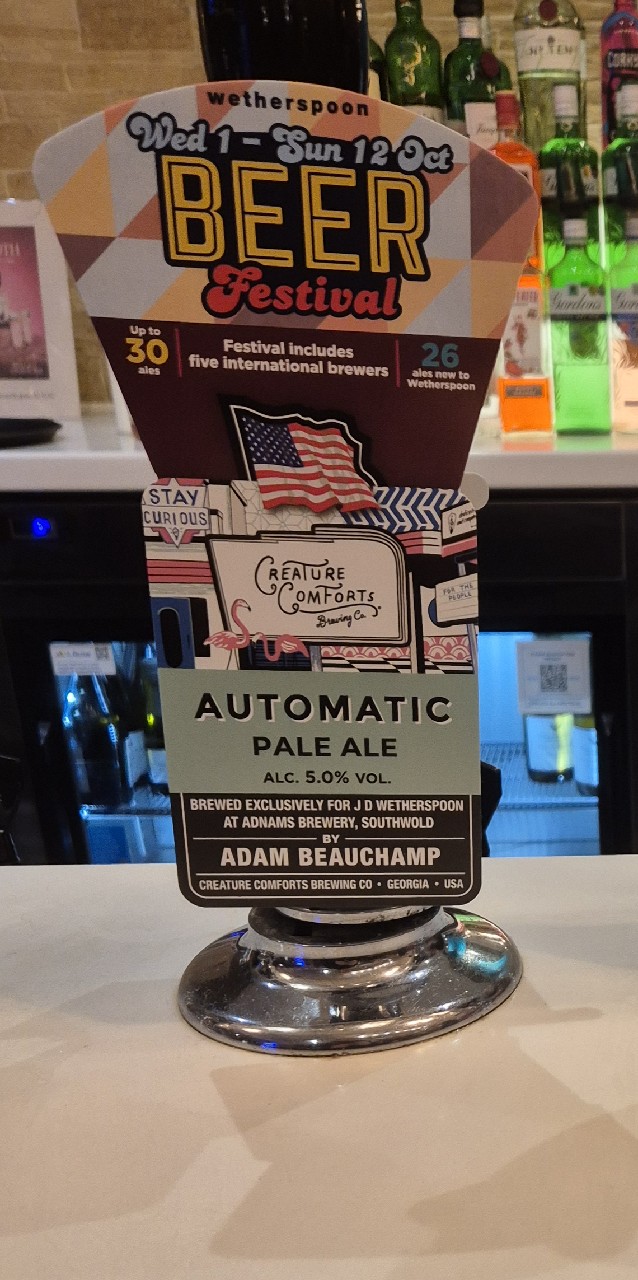 wetherspoon
Wed 1 - Sun 12 Oct
BEER
Festival
Up to
30
ales
Festival includes
five international brewers
26
ales new to
Wetherspoon
STAY
CURIOUS
CREATURE
COMFORTS
Brewing Co.
FOR THE
PEOPLE
AUTOMATIC
PALE ALE
ALC. 5.0% VOL.
BREWED EXCLUSIVELY FOR J D WETHERSPOON
AT ADNAMS BREWERY, SOUTHWOLD
BY
ADAM BEAUCHAMP
CREATURE COMFORTS BREWING CO • GEORGIA • USA
Gordon's
Gordon's